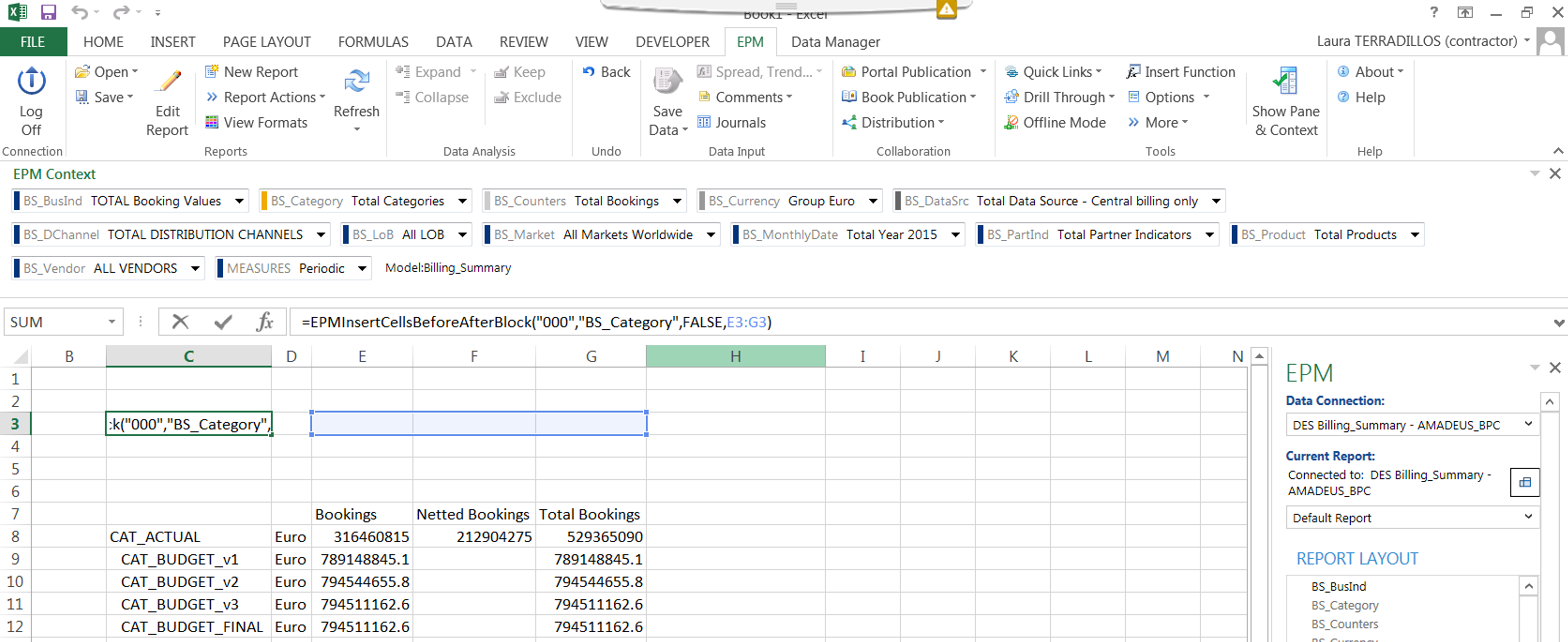 Book1 - Excel
FILE HOME INSERT PAGE LAYOUT FORMULAS DATA REVIEW VIEW DEVELOPER EPM Data Manager Laura TERRADILLOS (contractor)
Open New Report Expand Keep Back Spread, Trend... Portal Publication Quick Links Insert Function About
Save Report Actions Collapse Exclude Comments Book Publication Drill Through Options Help
Log Off Edit Report View Formats Refresh Save Data Journals Distribution Offline Mode More Show Pane & Context
Connection Reports Data Analysis Undo Data Input Collaboration Tools Help
EPM Context
BS_BusInd TOTAL Booking Values BS_Category Total Categories BS_Counters Total Bookings BS_Currency Group Euro BS_DataSrc Total Data Source - Central billing only
BS_DChannel TOTAL DISTRIBUTION CHANNELS BS_LoB All LOB BS_Market All Markets Worldwide BS_MonthlyDate Total Year 2015 BS_PartInd Total Partner Indicators BS_Product Total Products
BS_Vendor ALL VENDORS MEASURES Periodic Model:Billing_Summary
SUM fx =EPMInsertCellsBeforeAfterBlock("000","BS_Category",FALSE,E3:G3)
B C D E F G H I J K L M N
1
2
3 :k("000","BS_Category",
4
5
6
7 Bookings Netted Bookings Total Bookings
8 CAT_ACTUAL Euro 316460815 212904275 529365090
9 CAT_BUDGET_v1 Euro 789148845.1 789148845.1
10 CAT_BUDGET_v2 Euro 794544655.8 794544655.8
11 CAT_BUDGET_v3 Euro 794511162.6 794511162.6
12 CAT_BUDGET_FINAL Euro 794511162.6 794511162.6
EPM
Data Connection:
DES Billing_Summary - AMADEUS_BPC
Current Report:
Connected to: DES Billing_Summary -
AMADEUS_BPC
Default Report
REPORT LAYOUT
BS_BusInd
BS_Category
BS_Counters
BS_Currency